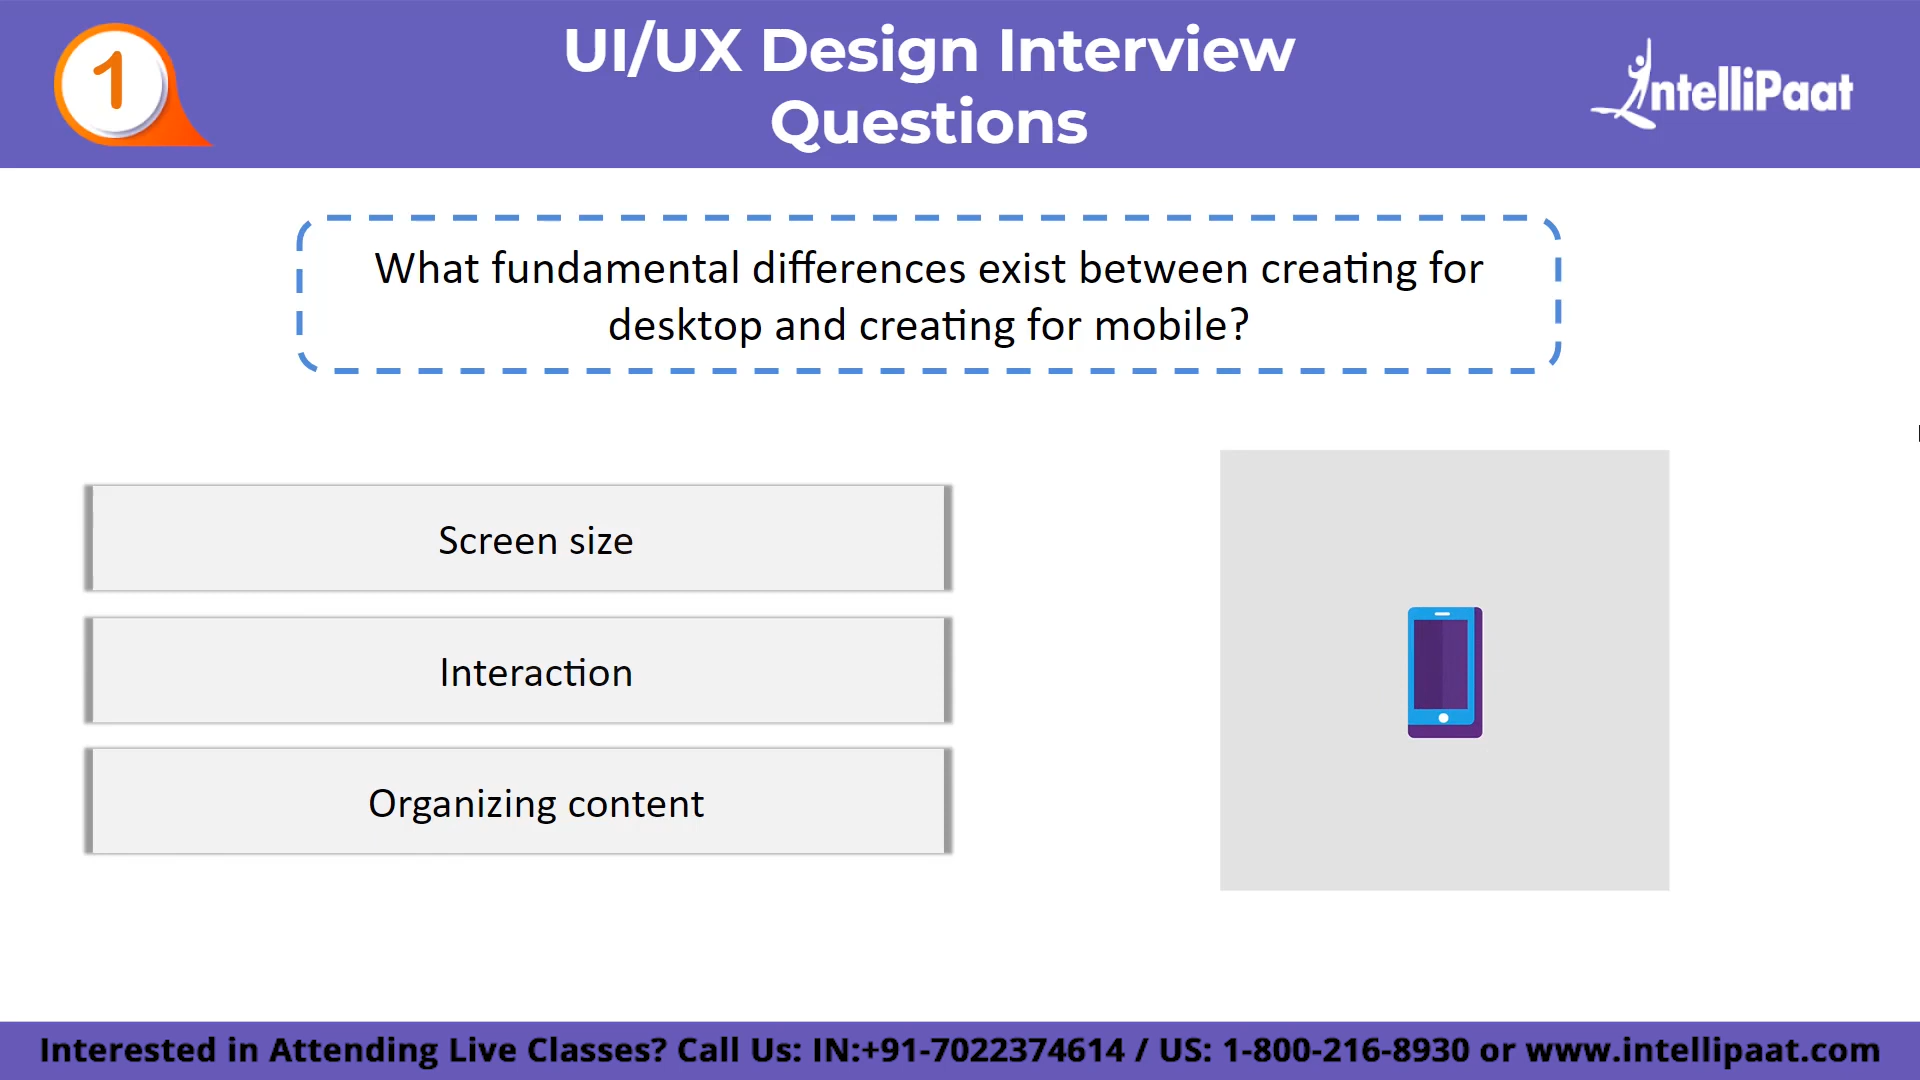 1
UI/UX Design Interview
Questions
IntelliPaat
What fundamental differences exist between creating for
desktop and creating for mobile?
Screen size
Interaction
Organizing content
Interested in Attending Live Classes? Call Us: IN:+91-7022374614 / US: 1-800-216-8930 or www.intellipaat.com